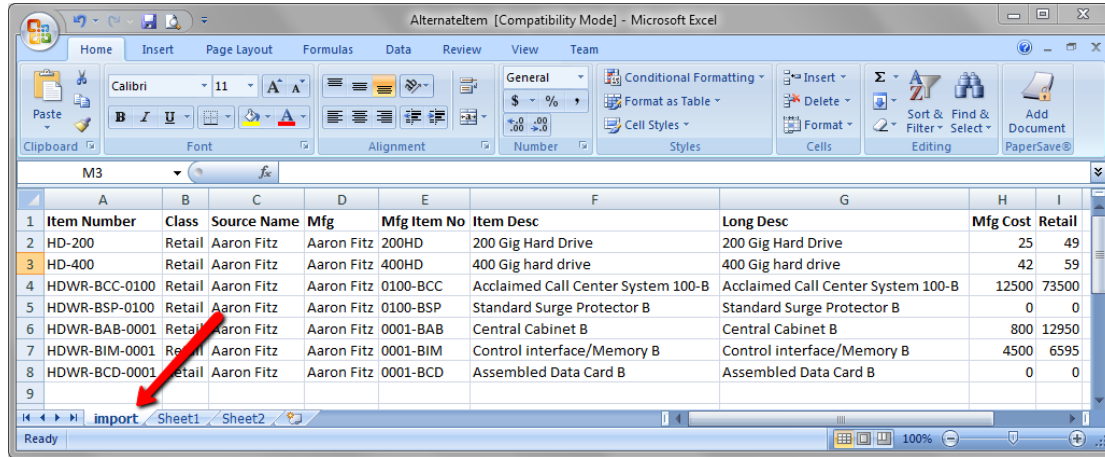 AlternateItem [Compatibility Mode] - Microsoft Excel
Home Insert Page Layout Formulas Data Review View Team
Calibri 11 A A General Conditional Formatting Insert Σ
Paste B I U A $ % , Format as Table Delete Sort & Filter Find & Select Add Document
.0 .00 .00 .0 Cell Styles Format
Clipboard Font Alignment Number Styles Cells Editing PaperSave®
M3 fx
A B C D E F G H I
1 Item Number Class Source Name Mfg Mfg Item No Item Desc Long Desc Mfg Cost Retail
2 HD-200 Retail Aaron Fitz Aaron Fitz 200HD 200 Gig Hard Drive 200 Gig Hard Drive 25 49
3 HD-400 Retail Aaron Fitz Aaron Fitz 400HD 400 Gig hard drive 400 Gig hard drive 42 59
4 HDWR-BCC-0100 Retail Aaron Fitz Aaron Fitz 0100-BCC Acclaimed Call Center System 100-B Acclaimed Call Center System 100-B 12500 73500
5 HDWR-BSP-0100 Retail Aaron Fitz Aaron Fitz 0100-BSP Standard Surge Protector B Standard Surge Protector B 0 0
6 HDWR-BAB-0001 Retail Aaron Fitz Aaron Fitz 0001-BAB Central Cabinet B Central Cabinet B 800 12950
7 HDWR-BIM-0001 Retail Aaron Fitz Aaron Fitz 0001-BIM Control interface/Memory B Control interface/Memory B 4500 6595
8 HDWR-BCD-0001 Retail Aaron Fitz Aaron Fitz 0001-BCD Assembled Data Card B Assembled Data Card B 0 0
9
import Sheet1 Sheet2
Ready 100%